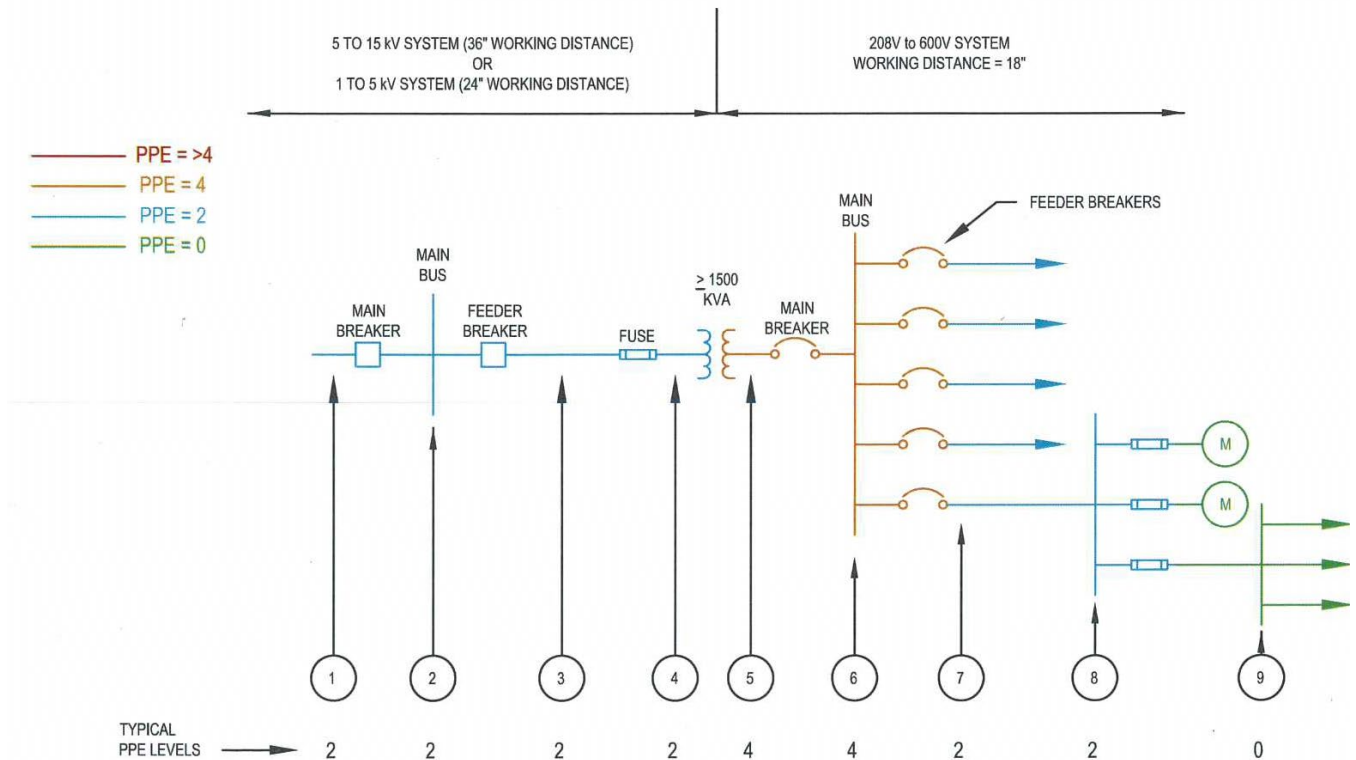 5 TO 15 kV SYSTEM (36" WORKING DISTANCE)
OR
1 TO 5 kV SYSTEM (24" WORKING DISTANCE)
208V to 600V SYSTEM
WORKING DISTANCE = 18"
PPE = >4
PPE = 4
PPE = 2
PPE = 0
MAIN
BUS
FEEDER BREAKERS
MAIN
BUS
≥ 1500
KVA
MAIN
BREAKER
FEEDER
BREAKER
FUSE
MAIN
BREAKER
M
M
1 2 3 4 5 6 7 8 9
TYPICAL
PPE LEVELS 2 2 2 2 4 4 2 2 0